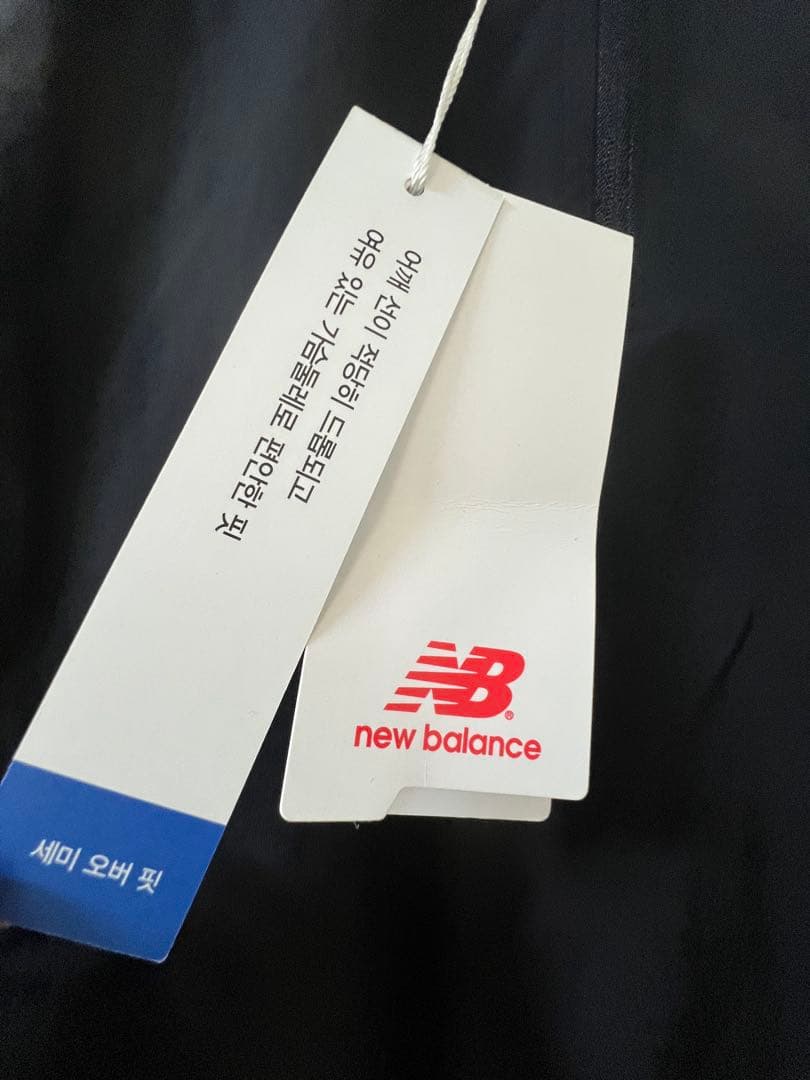 어깨 선이 적당히 드롭되고
여유 있는 가슴둘레로 편안한 핏
세미 오버 핏
NB®
new balance